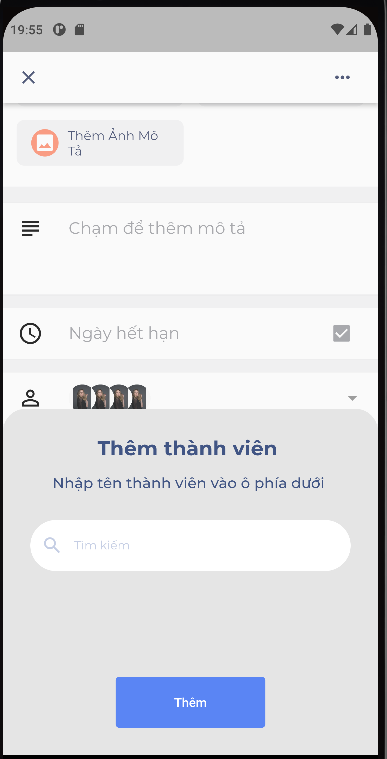 19:55
Thêm Ảnh Mô
Tả
Chạm để thêm mô tả
Ngày hết hạn
Thêm thành viên
Nhập tên thành viên vào ô phía dưới
Tìm kiếm
Thêm